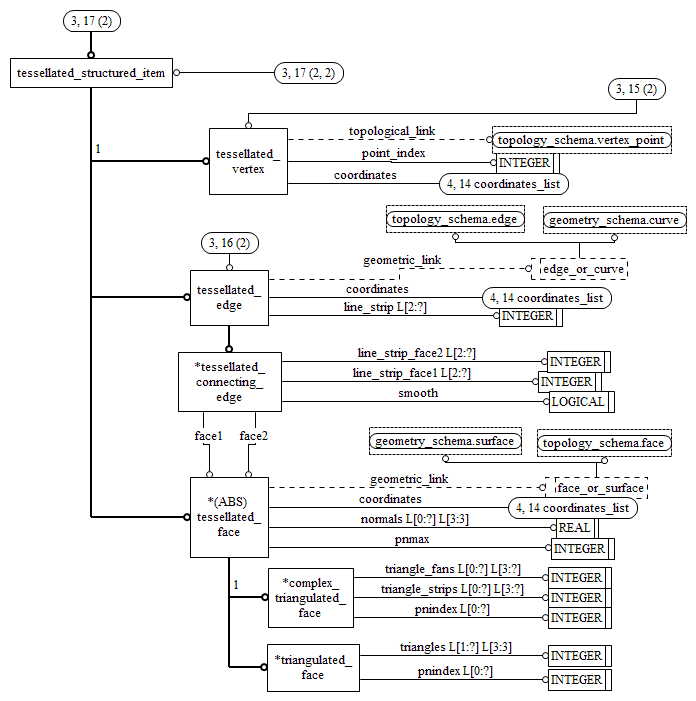 3, 17 (2)
tessellated_structured_item
3, 17 (2, 2)
3, 15 (2)
1
tessellated_
vertex
topological_link
topology_schema.vertex_point
point_index
INTEGER
coordinates
4, 14 coordinates_list
topology_schema.edge
geometry_schema.curve
3, 16 (2)
geometric_link
edge_or_curve
tessellated_
edge
coordinates
4, 14 coordinates_list
line_strip L[2:?]
INTEGER
*tessellated_
connecting_
edge
line_strip_face2 L[2:?]
INTEGER
line_strip_face1 L[2:?]
INTEGER
smooth
LOGICAL
face1
face2
geometry_schema.surface
topology_schema.face
geometric_link
face_or_surface
*(ABS)
tessellated_
face
coordinates
4, 14 coordinates_list
normals L[0:?] L[3:3]
REAL
pnmax
INTEGER
1
*complex_
triangulated_
face
triangle_fans L[0:?] L[3:?]
INTEGER
triangle_strips L[0:?] L[3:?]
INTEGER
pnindex L[0:?]
INTEGER
*triangulated_
face
triangles L[1:?] L[3:3]
INTEGER
pnindex L[0:?]
INTEGER